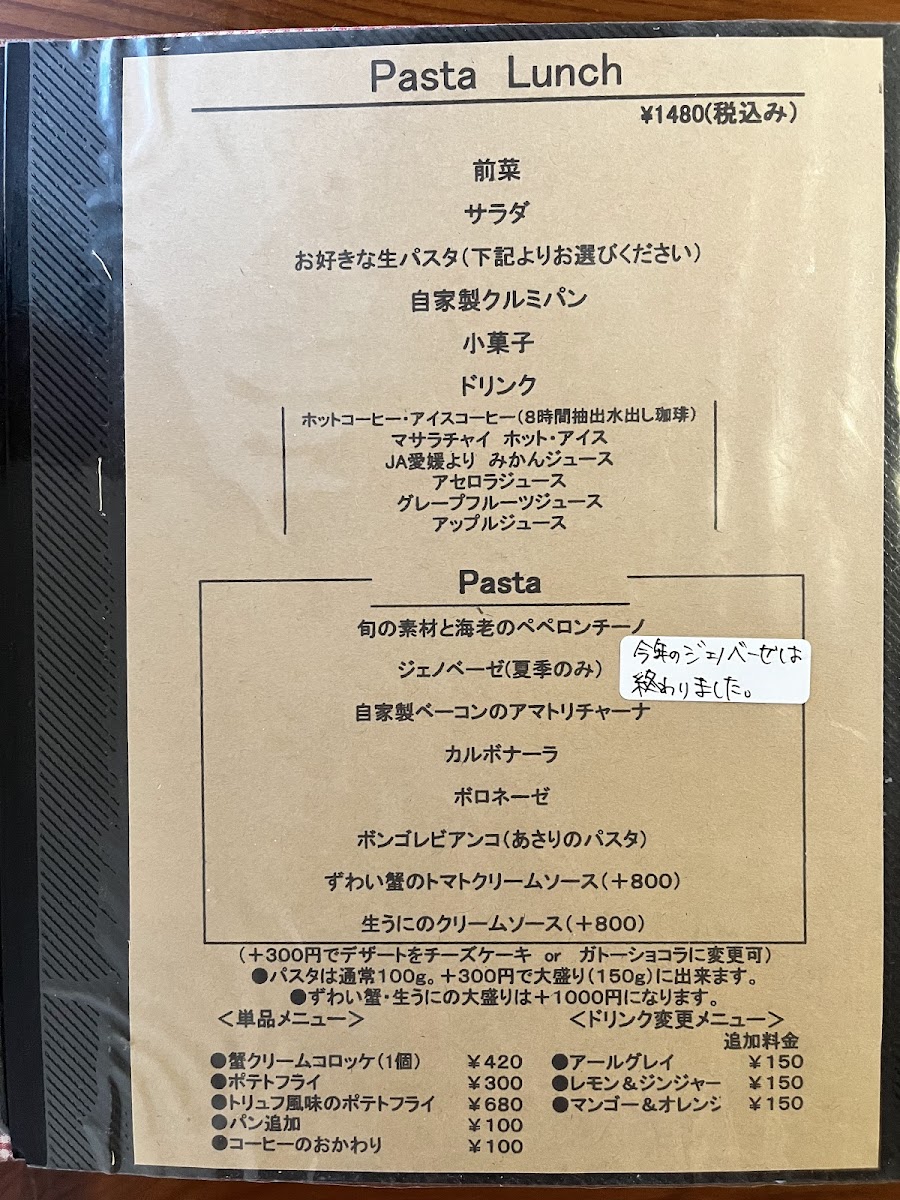 Pasta Lunch
¥1480(税込み)
前菜
サラダ
お好きな生パスタ(下記よりお選びください)
自家製クルミパン
小菓子
ドリンク
ホットコーヒー・アイスコーヒー(8時間抽出水出し珈琲)
マサラチャイ ホット・アイス
JA愛媛より みかんジュース
アセロラジュース
グレープフルーツジュース
アップルジュース
Pasta
旬の素材と海老のペペロンチーノ
ジェノベーゼ(夏季のみ)
今年のジェノベーゼは
終わりました。
自家製ベーコンのアマトリチャーナ
カルボナーラ
ボロネーゼ
ボンゴレビアンコ(あさりのパスタ)
ずわい蟹のトマトクリームソース(+800)
生うにのクリームソース(+800)
(+300円でデザートをチーズケーキ or ガトーショコラに変更可)
●パスタは通常100g。+300円で大盛り(150g)に出来ます。
●ずわい蟹・生うにの大盛りは+1000円になります。
<単品メニュー>
●蟹クリームコロッケ(1個) ¥420
●ポテトフライ ¥300
●トリュフ風味のポテトフライ ¥680
●パン追加 ¥100
●コーヒーのおかわり ¥100
<ドリンク変更メニュー>
追加料金
●アールグレイ ¥150
●レモン&ジンジャー ¥150
●マンゴー&オレンジ ¥150